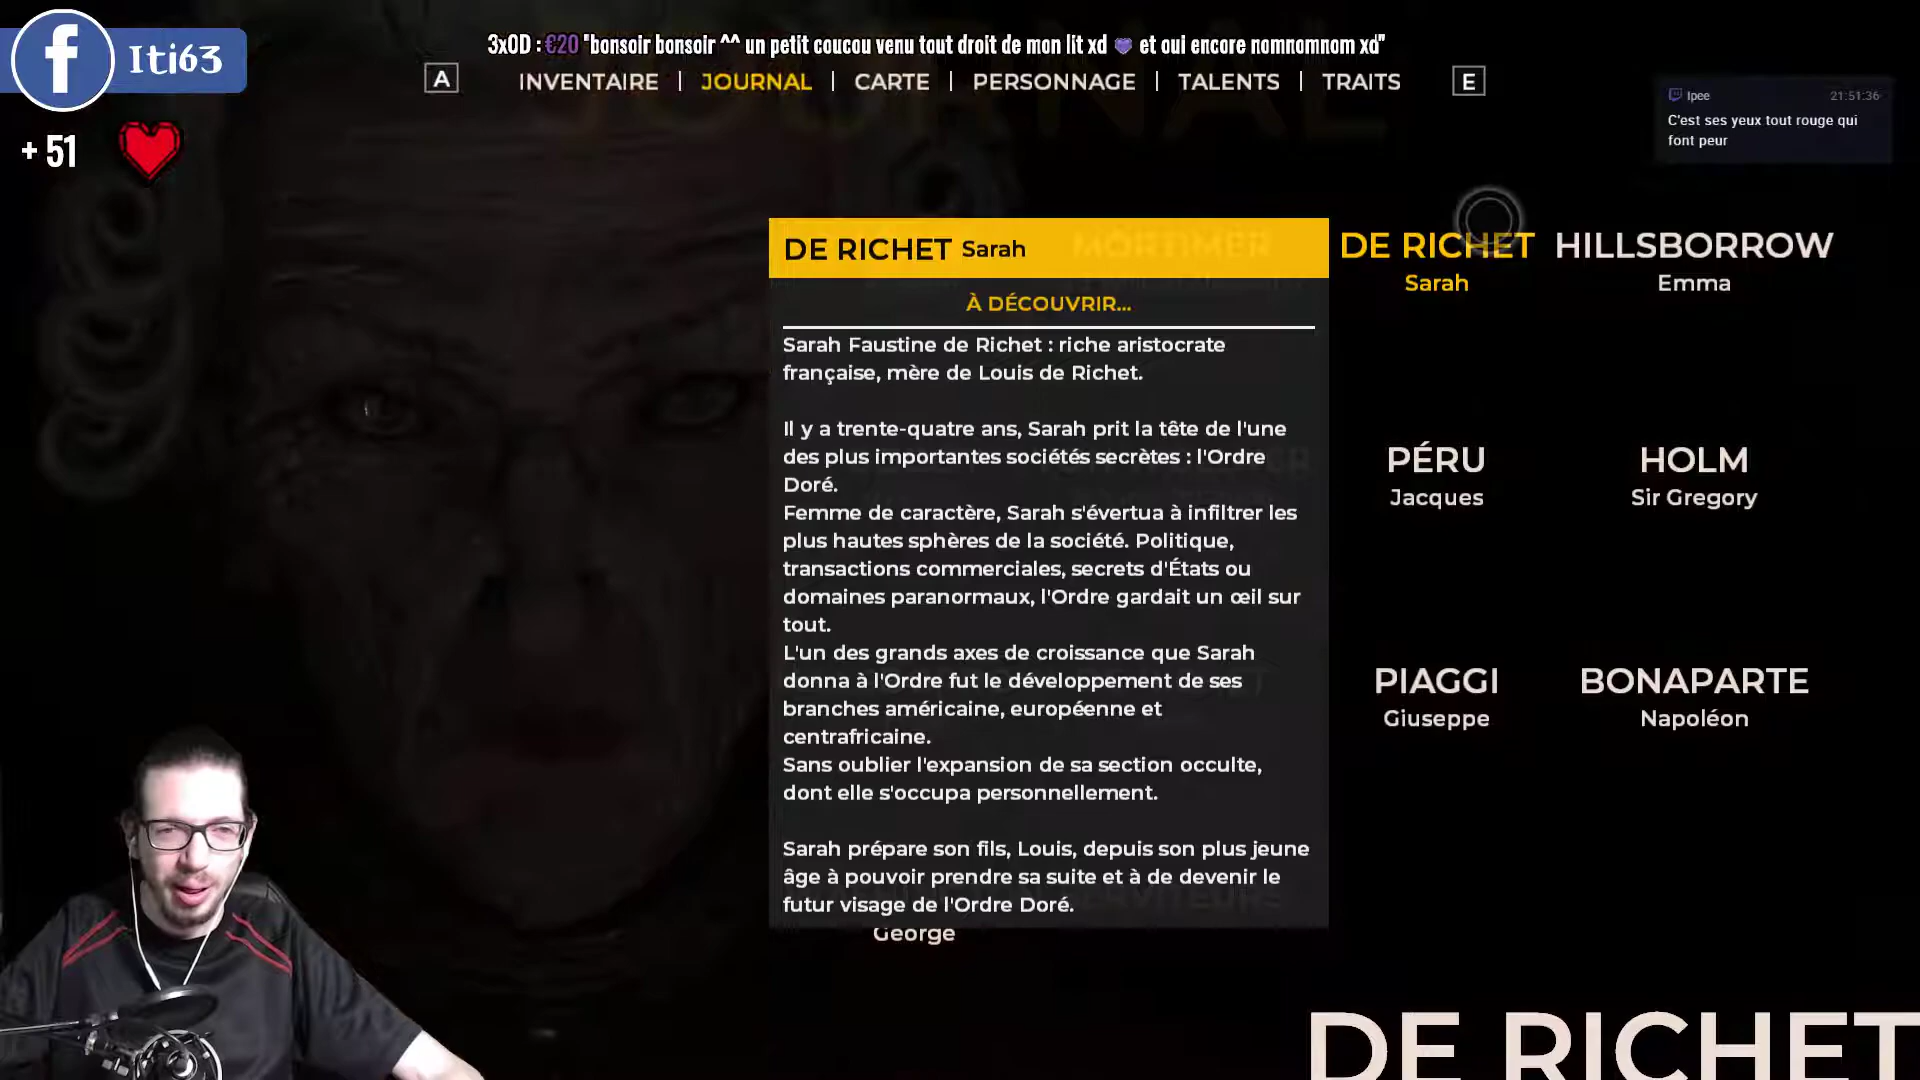 Iti63
+ 51
3x0D : €20 "bonsoir bonsoir ^^ un petit coucou venu tout droit de mon lit xd 💜 et oui encore nomnomnom xd"
A INVENTAIRE | JOURNAL | CARTE | PERSONNAGE | TALENTS | TRAITS E
Ipee 21:51:36
C'est ses yeux tout rouge qui
font peur
DE RICHET Sarah
À DÉCOUVRIR...
Sarah Faustine de Richet : riche aristocrate
française, mère de Louis de Richet.
Il y a trente-quatre ans, Sarah prit la tête de l'une
des plus importantes sociétés secrètes : l'Ordre
Doré.
Femme de caractère, Sarah s'évertua à infiltrer les
plus hautes sphères de la société. Politique,
transactions commerciales, secrets d'États ou
domaines paranormaux, l'Ordre gardait un œil sur
tout.
L'un des grands axes de croissance que Sarah
donna à l'Ordre fut le développement de ses
branches américaine, européenne et
centrafricaine.
Sans oublier l'expansion de sa section occulte,
dont elle s'occupa personnellement.
Sarah prépare son fils, Louis, depuis son plus jeune
âge à pouvoir prendre sa suite et à de devenir le
futur visage de l'Ordre Doré.
George
DE RICHET
Sarah
HILLSBORROW
Emma
PÉRU
Jacques
HOLM
Sir Gregory
PIAGGI
Giuseppe
BONAPARTE
Napoléon
DE RICHET